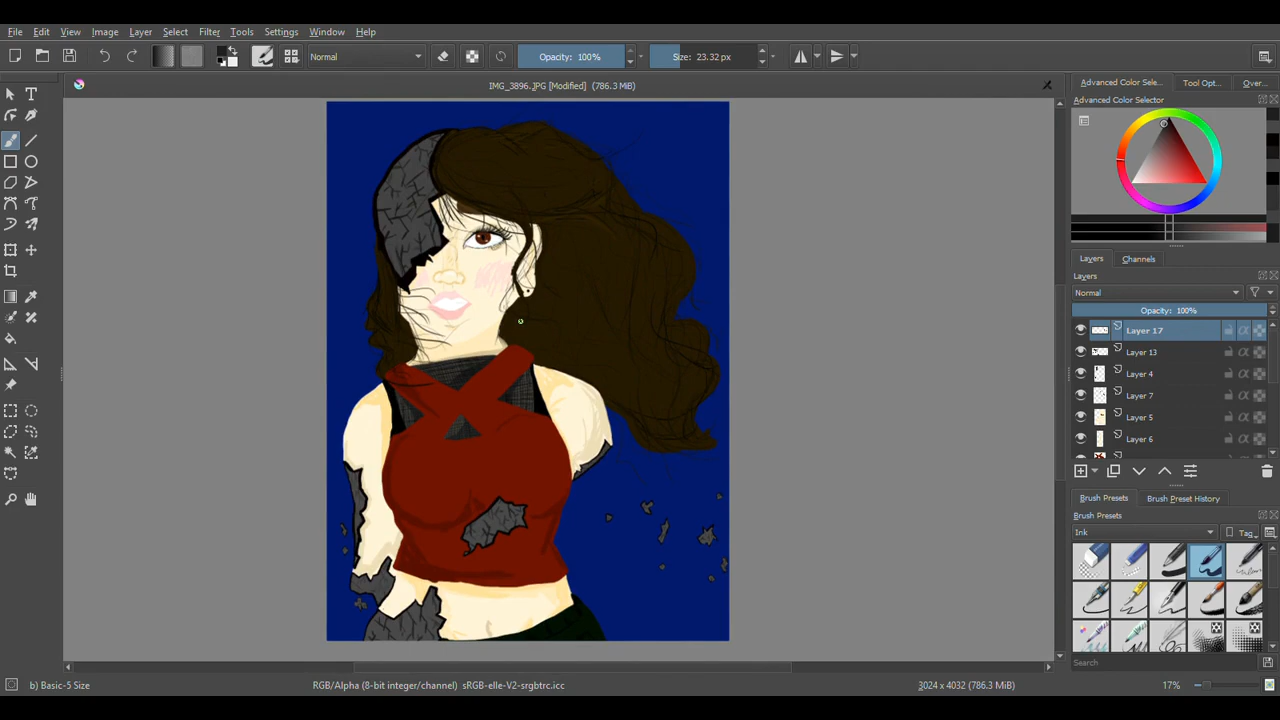 File Edit View Image Layer Select Filter Tools Settings Window Help
Normal Opacity: 100% Size: 23.32 px
IMG_3896.JPG [Modified] (786.3 MiB)
Advanced Color Sele... Tool Opt... Over...
Advanced Color Selector
Layers Channels
Layers
Normal
Opacity: 100%
Layer 17
Layer 13
Layer 4
Layer 7
Layer 5
Layer 6
Brush Presets Brush Preset History
Brush Presets
Ink Tag
Search
b) Basic-5 Size RGB/Alpha (8-bit integer/channel) sRGB-elle-V2-srgbtrc.icc 3024 x 4032 (786.3 MiB) 17%